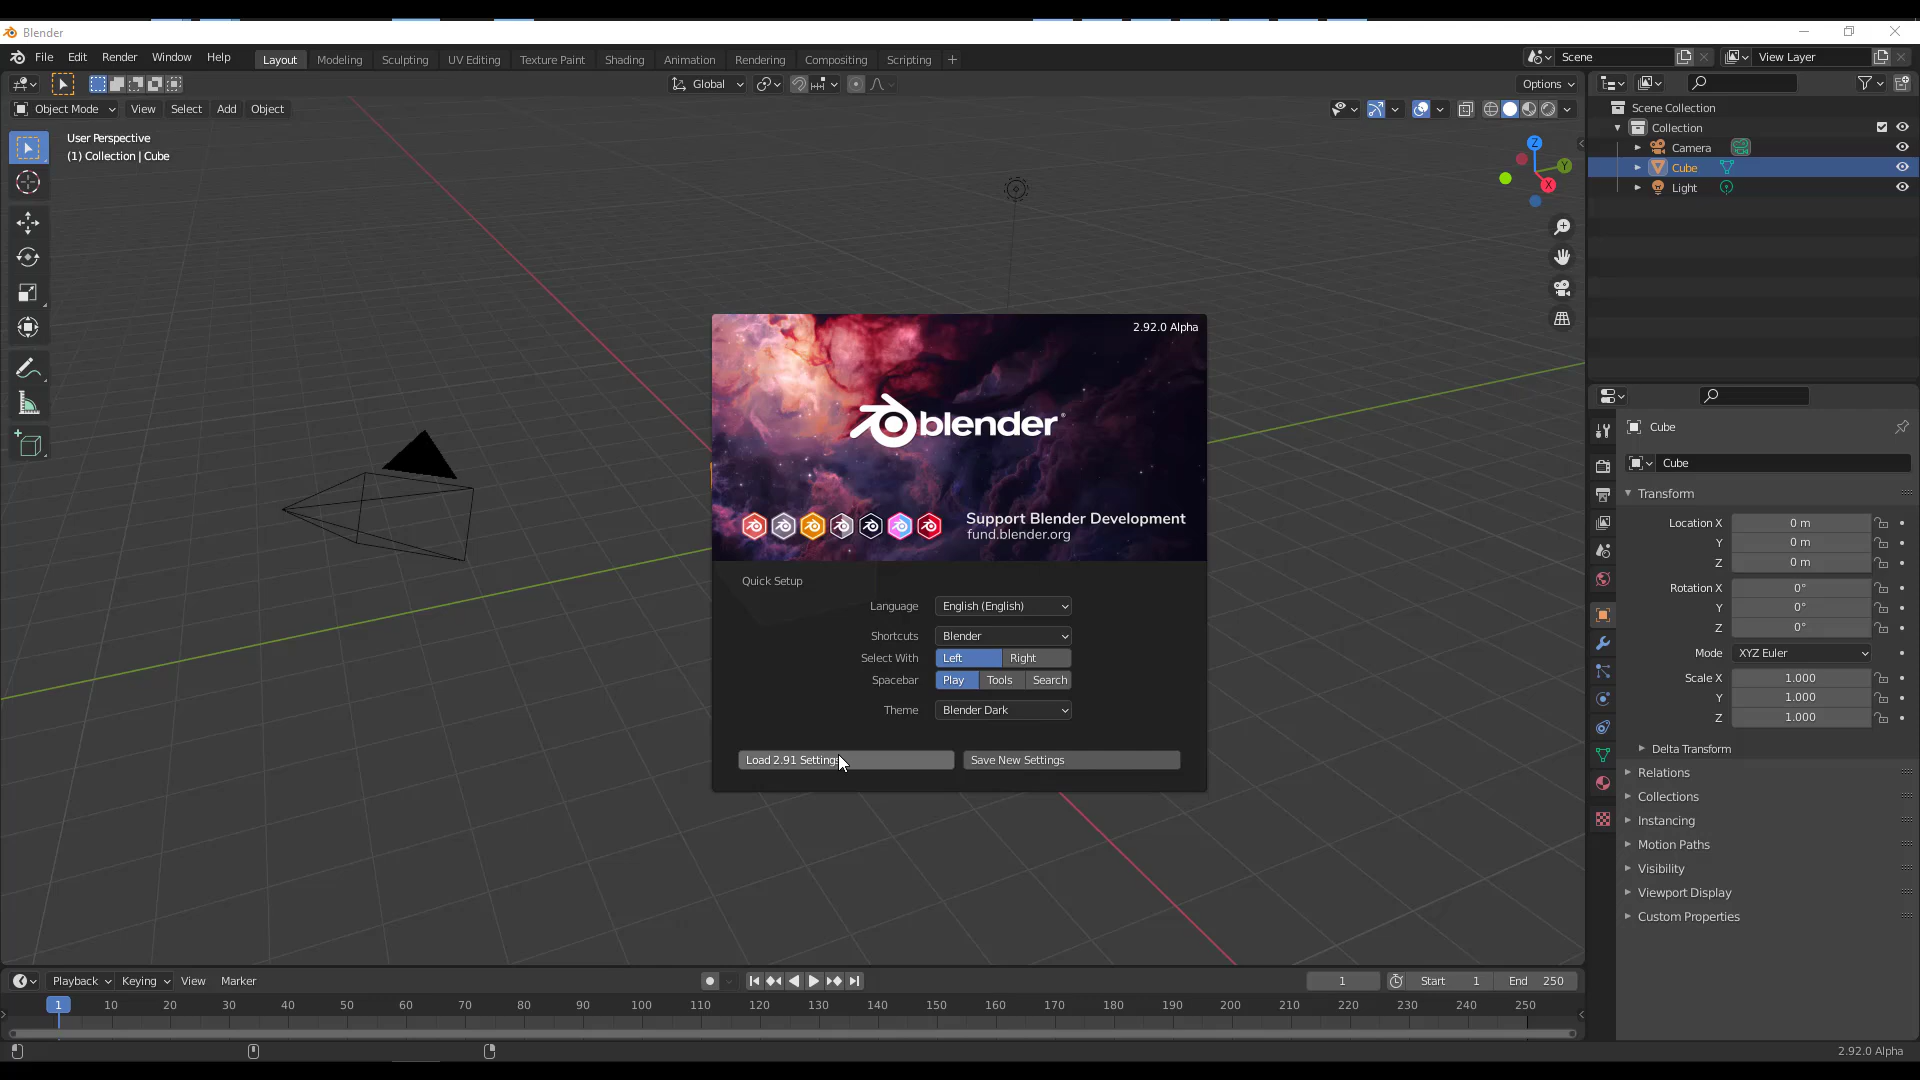 Blender
File Edit Render Window Help
Layout Modeling Sculpting UV Editing Texture Paint Shading Animation Rendering Compositing Scripting +
Scene
View Layer
Global
Options
Object Mode View Select Add Object
User Perspective
(1) Collection | Cube
Z
Y
X
Scene Collection
Collection
Camera
Cube
Light
2.92.0 Alpha
blender
Support Blender Development
fund.blender.org
Quick Setup
Language English (English)
Shortcuts Blender
Select With Left Right
Spacebar Play Tools Search
Theme Blender Dark
Load 2.91 Settings Save New Settings
Cube
Cube
Transform
Location X 0 m
Y 0 m
Z 0 m
Rotation X 0°
Y 0°
Z 0°
Mode XYZ Euler
Scale X 1.000
Y 1.000
Z 1.000
Delta Transform
Relations
Collections
Instancing
Motion Paths
Visibility
Viewport Display
Custom Properties
Playback Keying View Marker
1 Start 1 End 250
1 10 20 30 40 50 60 70 80 90 100 110 120 130 140 150 160 170 180 190 200 210 220 230 240 250
2.92.0 Alpha